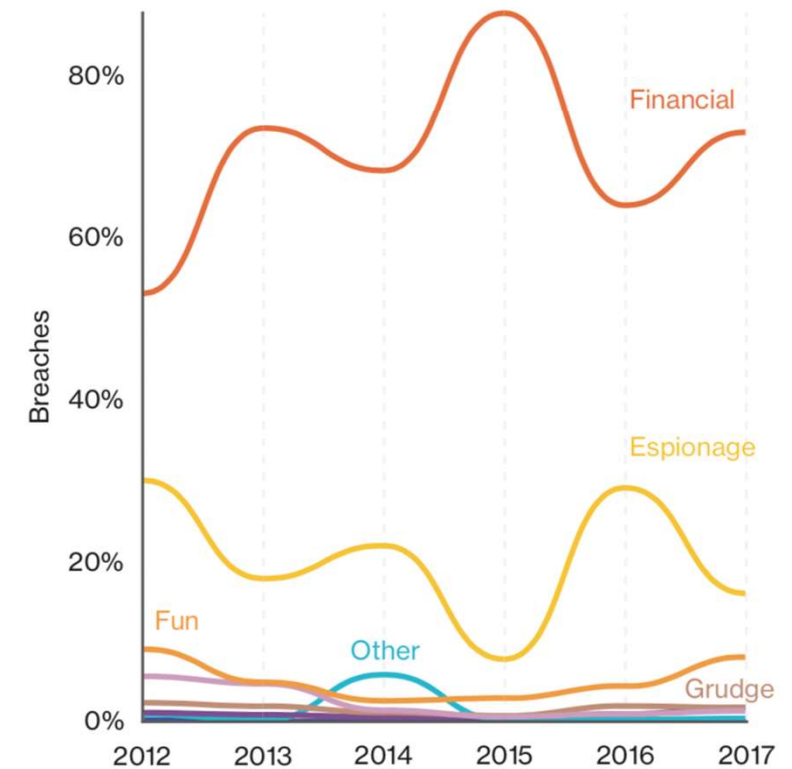 80%
Financial
60%
Breaches
40%
Espionage
20%
Fun
Other
Grudge
0%
2012 2013 2014 2015 2016 2017